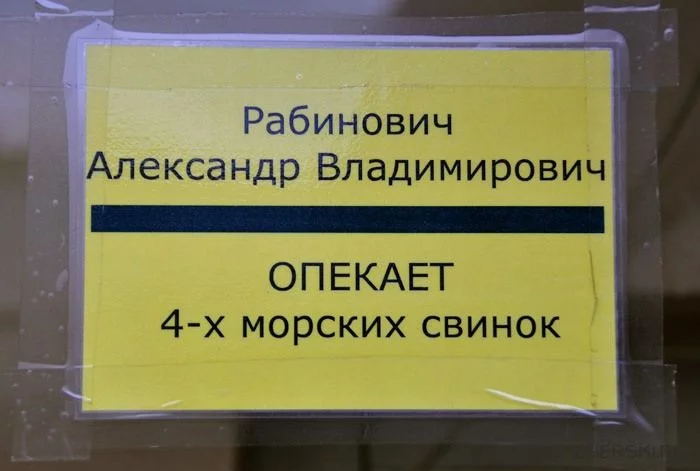 Рабинович
Александр Владимирович
ОПЕКАЕТ
4-х морских свинок